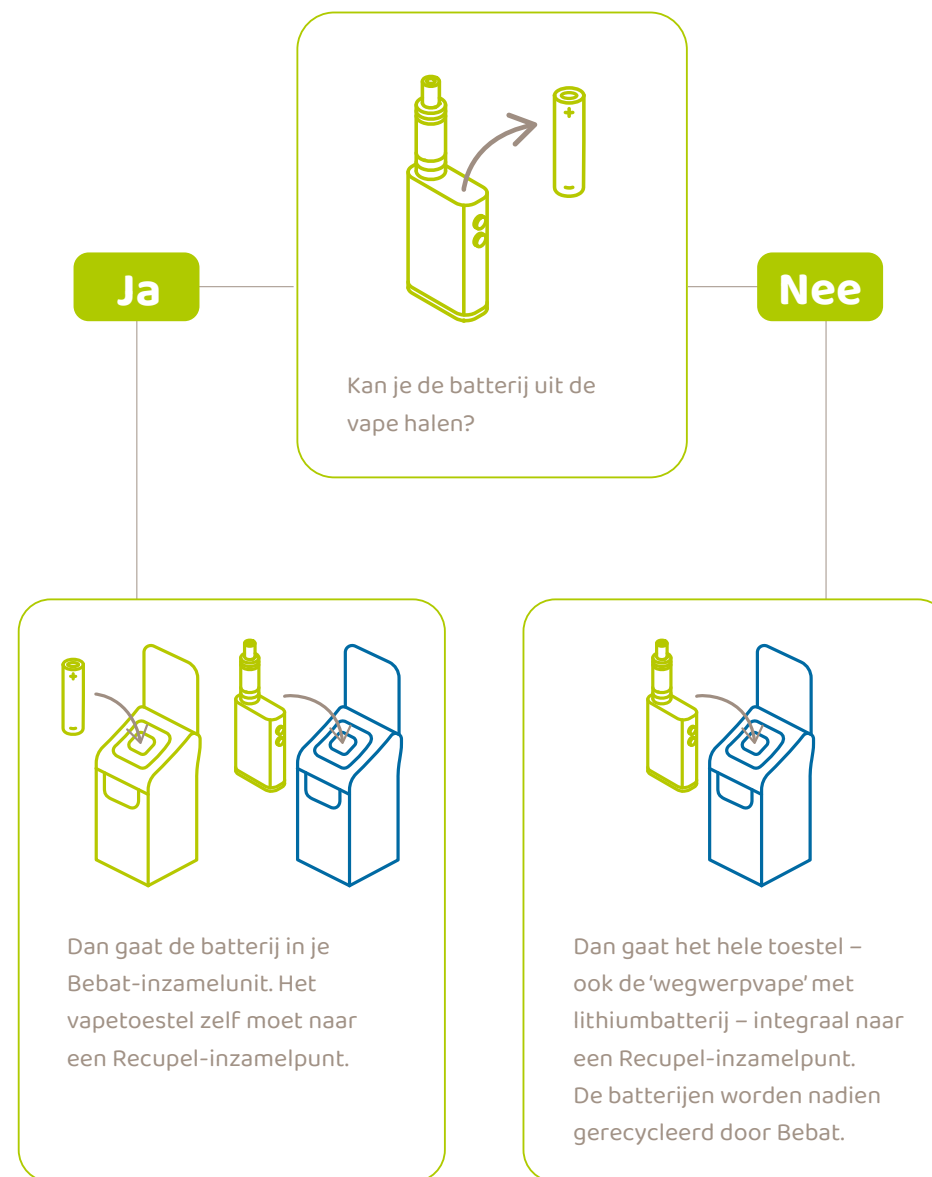 Kan je de batterij uit de
vape halen?
Ja
Nee
Dan gaat de batterij in je
Bebat-inzamelunit. Het
vapetoestel zelf moet naar
een Recupel-inzamelpunt.
Dan gaat het hele toestel –
ook de ‘wegwerpvape’ met
lithiumbatterij – integraal naar
een Recupel-inzamelpunt.
De batterijen worden nadien
gerecycleerd door Bebat.